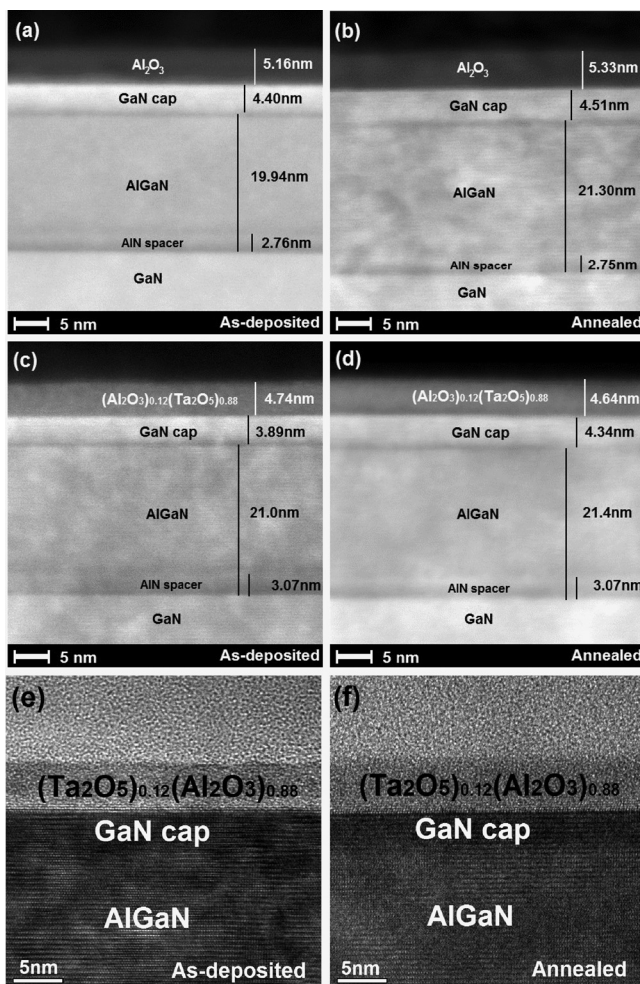 (a)
Al₂O₃
5.16nm
GaN cap
4.40nm
AlGaN
19.94nm
AlN spacer
2.76nm
GaN
5 nm
As-deposited
(b)
Al₂O₃
5.33nm
GaN cap
4.51nm
AlGaN
21.30nm
AlN spacer
2.75nm
GaN
5 nm
Annealed
(c)
(Al₂O₃)₀.₁₂(Ta₂O₅)₀.₈₈
4.74nm
GaN cap
3.89nm
AlGaN
21.0nm
AlN spacer
3.07nm
GaN
5 nm
As-deposited
(d)
(Al₂O₃)₀.₁₂(Ta₂O₅)₀.₈₈
4.64nm
GaN cap
4.34nm
AlGaN
21.4nm
AlN spacer
3.07nm
GaN
5 nm
Annealed
(e)
(Ta₂O₅)₀.₁₂(Al₂O₃)₀.₈₈
GaN cap
AlGaN
5nm
As-deposited
(f)
(Ta₂O₅)₀.₁₂(Al₂O₃)₀.₈₈
GaN cap
AlGaN
5nm
Annealed